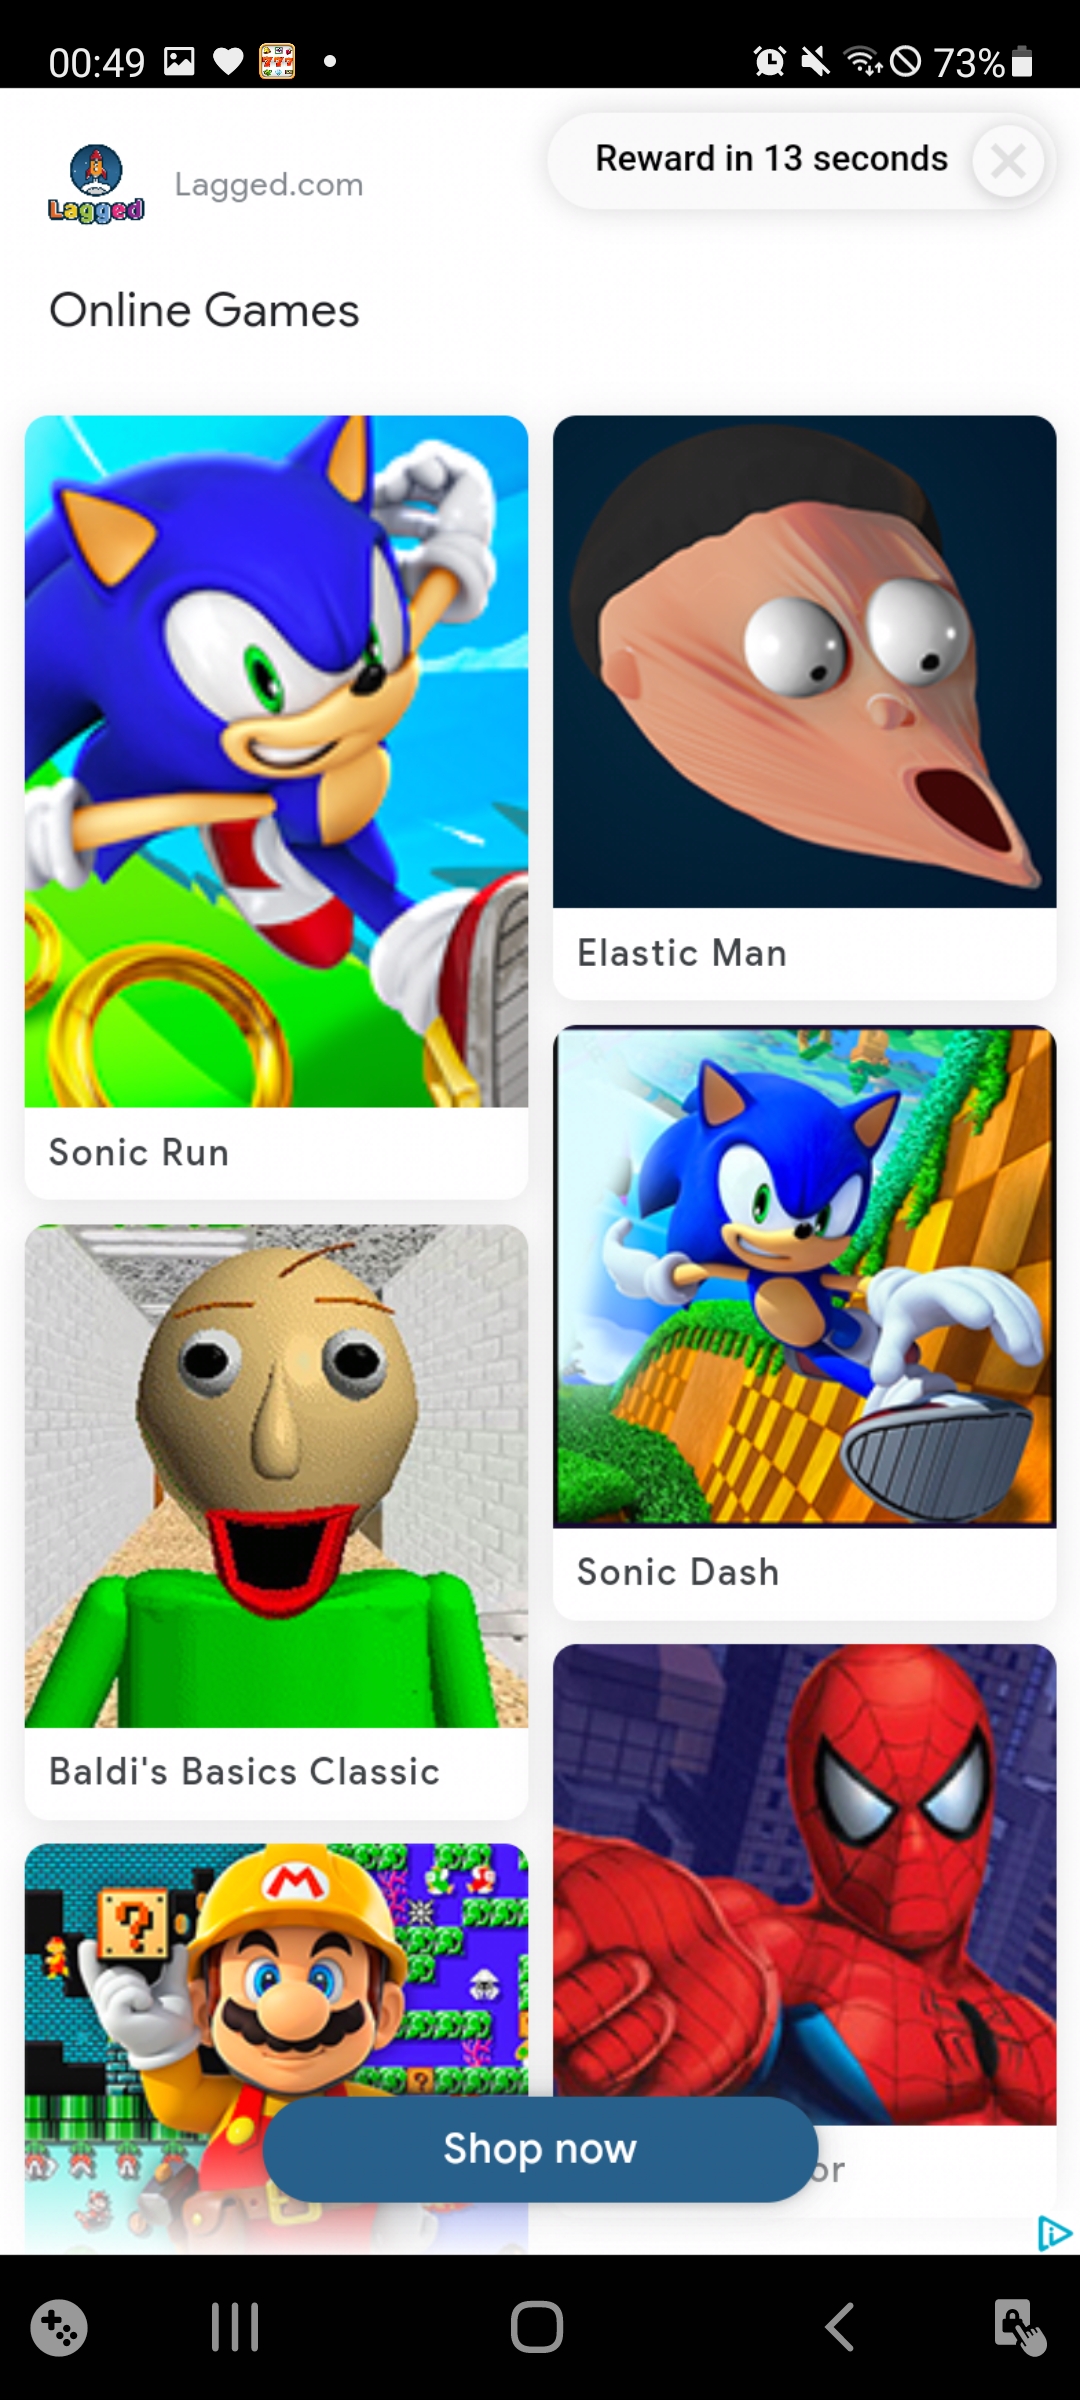 00:49
73%
Lagged
Lagged.com
Reward in 13 seconds
Online Games
Sonic Run
Elastic Man
Baldi's Basics Classic
Sonic Dash
M
?
Shop now
or